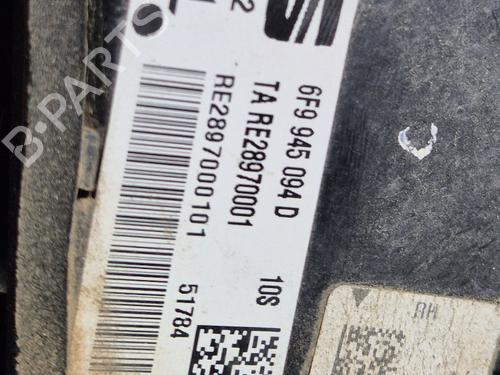 6F9 945 094 D 10S
TA RE28970001
RE2897000101 51784
RH
B-PARTS